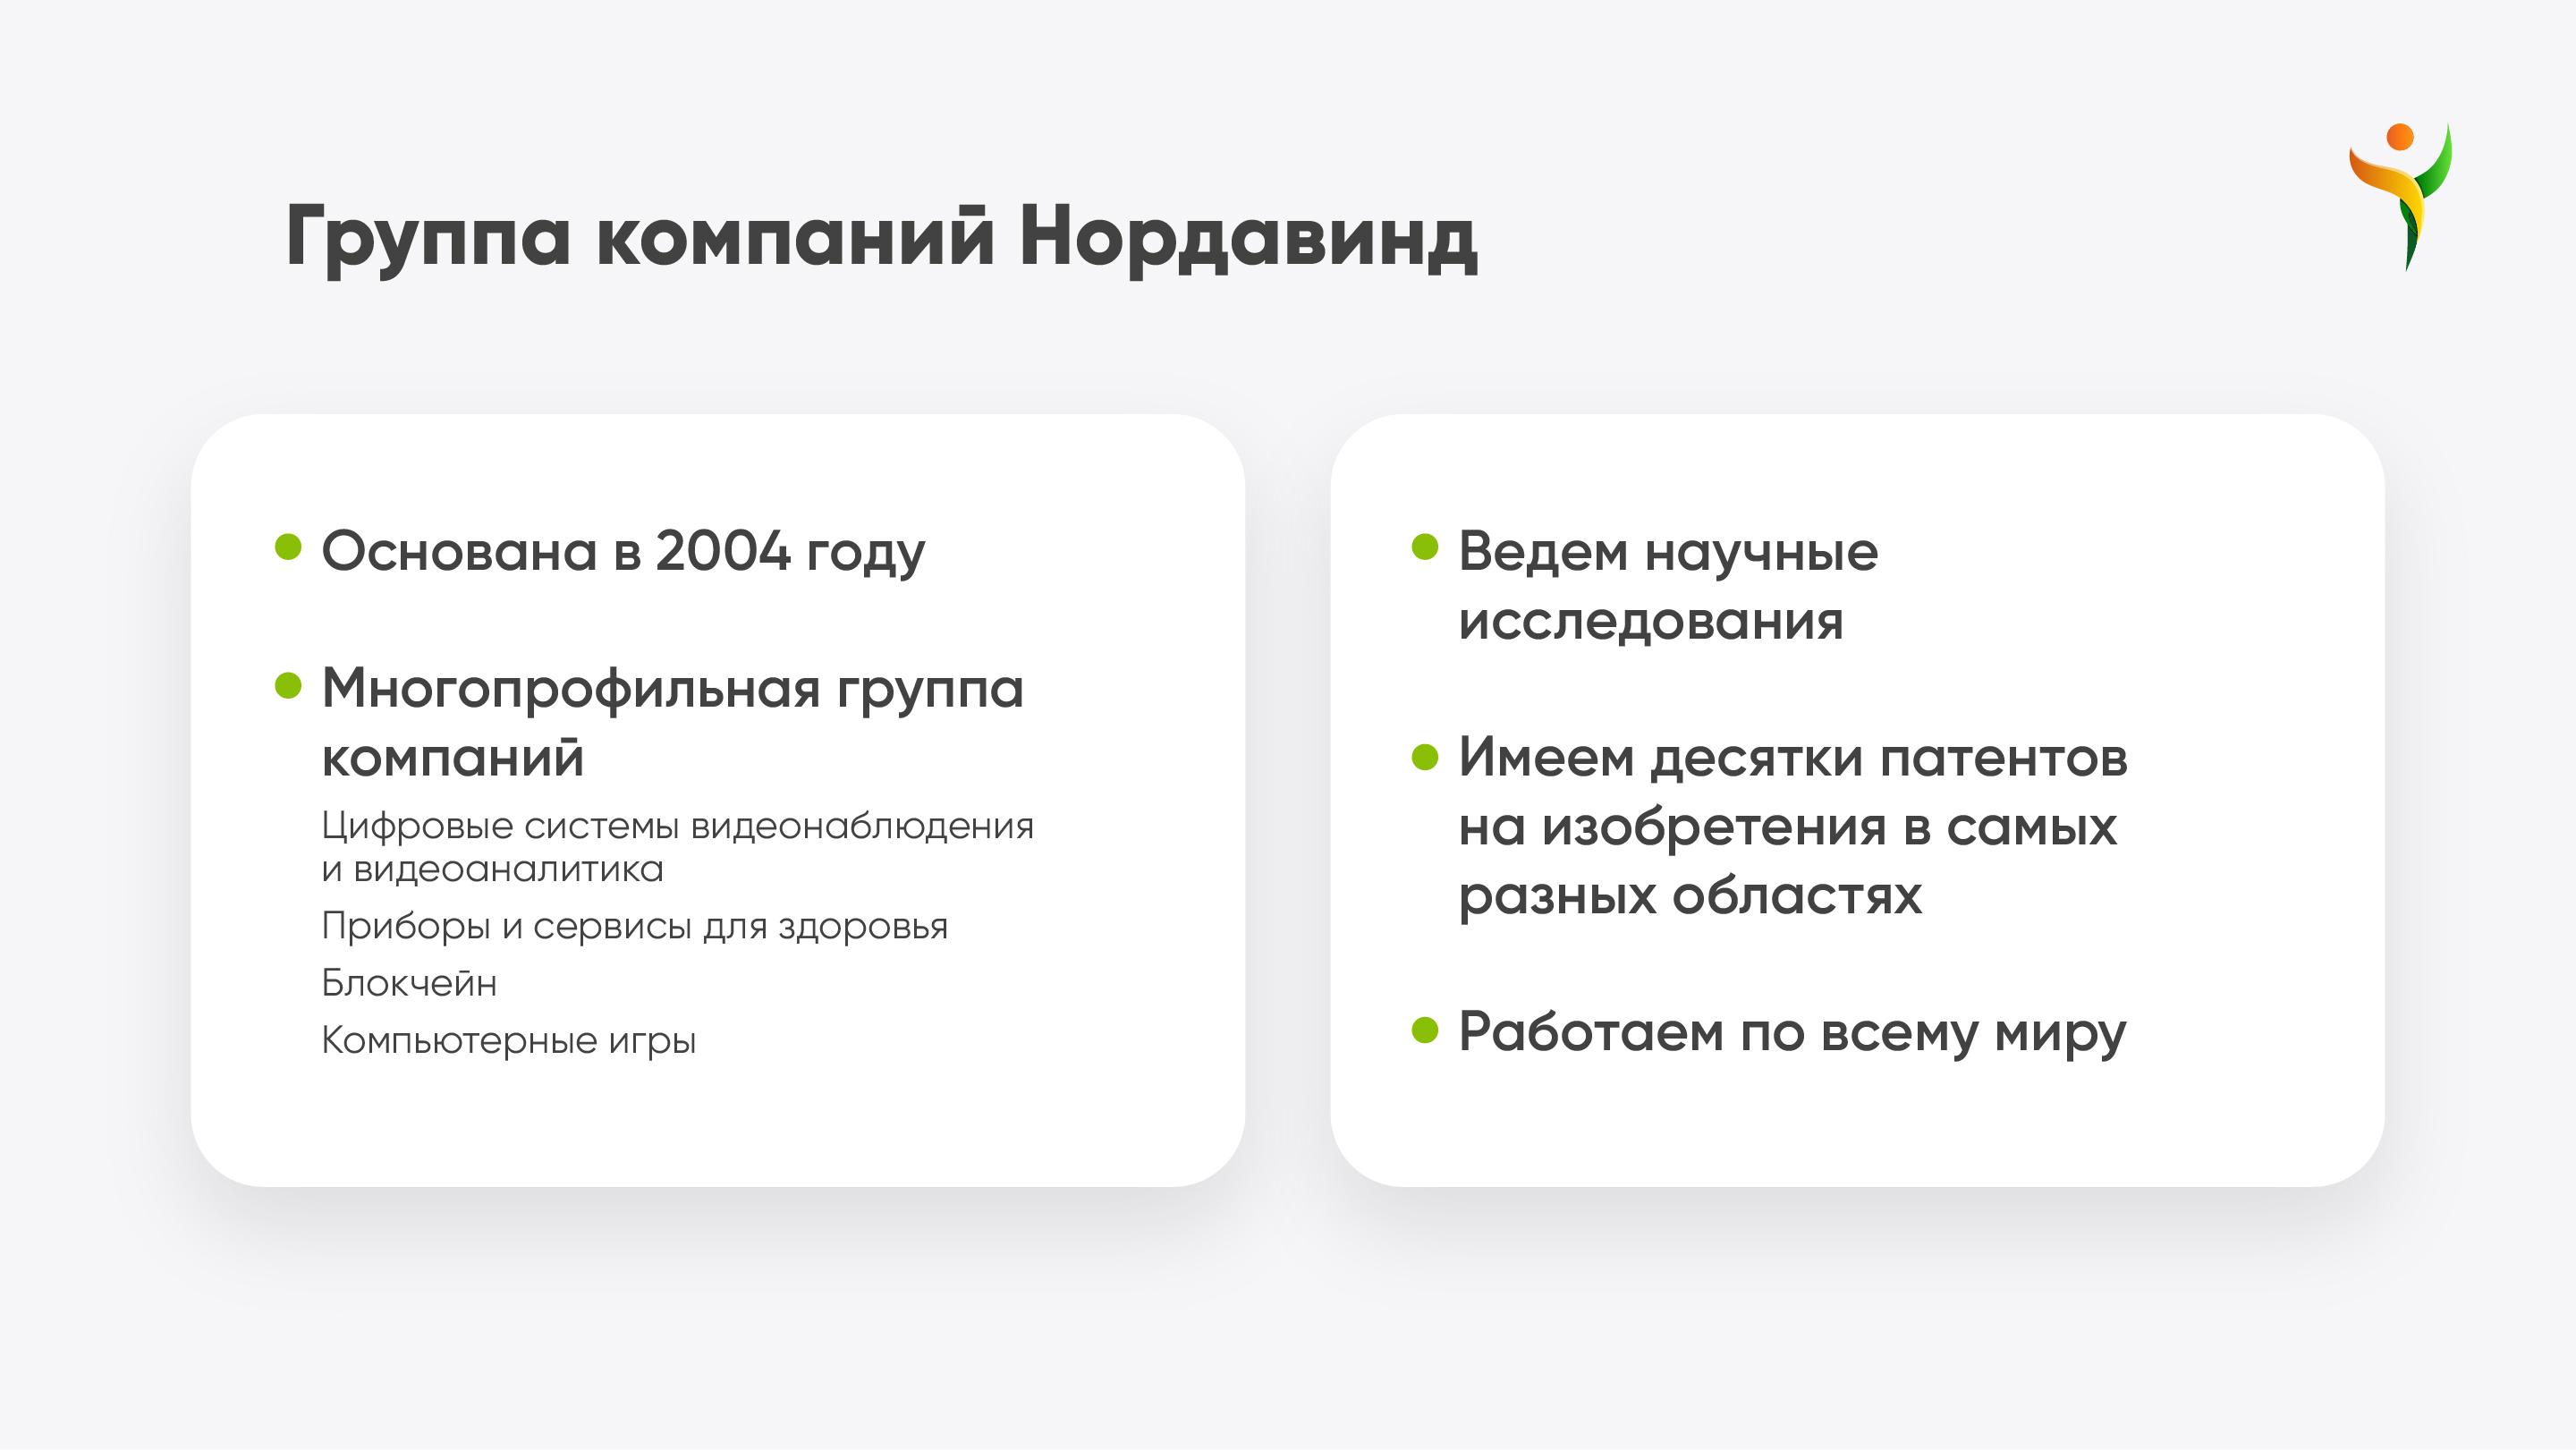 Группа компаний Нордавинд
Основана в 2004 году
Многопрофильная группа
компаний
Цифровые системы видеонаблюдения
и видеоаналитика
Приборы и сервисы для здоровья
Блокчейн
Компьютерные игры
Ведем научные
исследования
Имеем десятки патентов
на изобретения в самых
разных областях
Работаем по всему миру